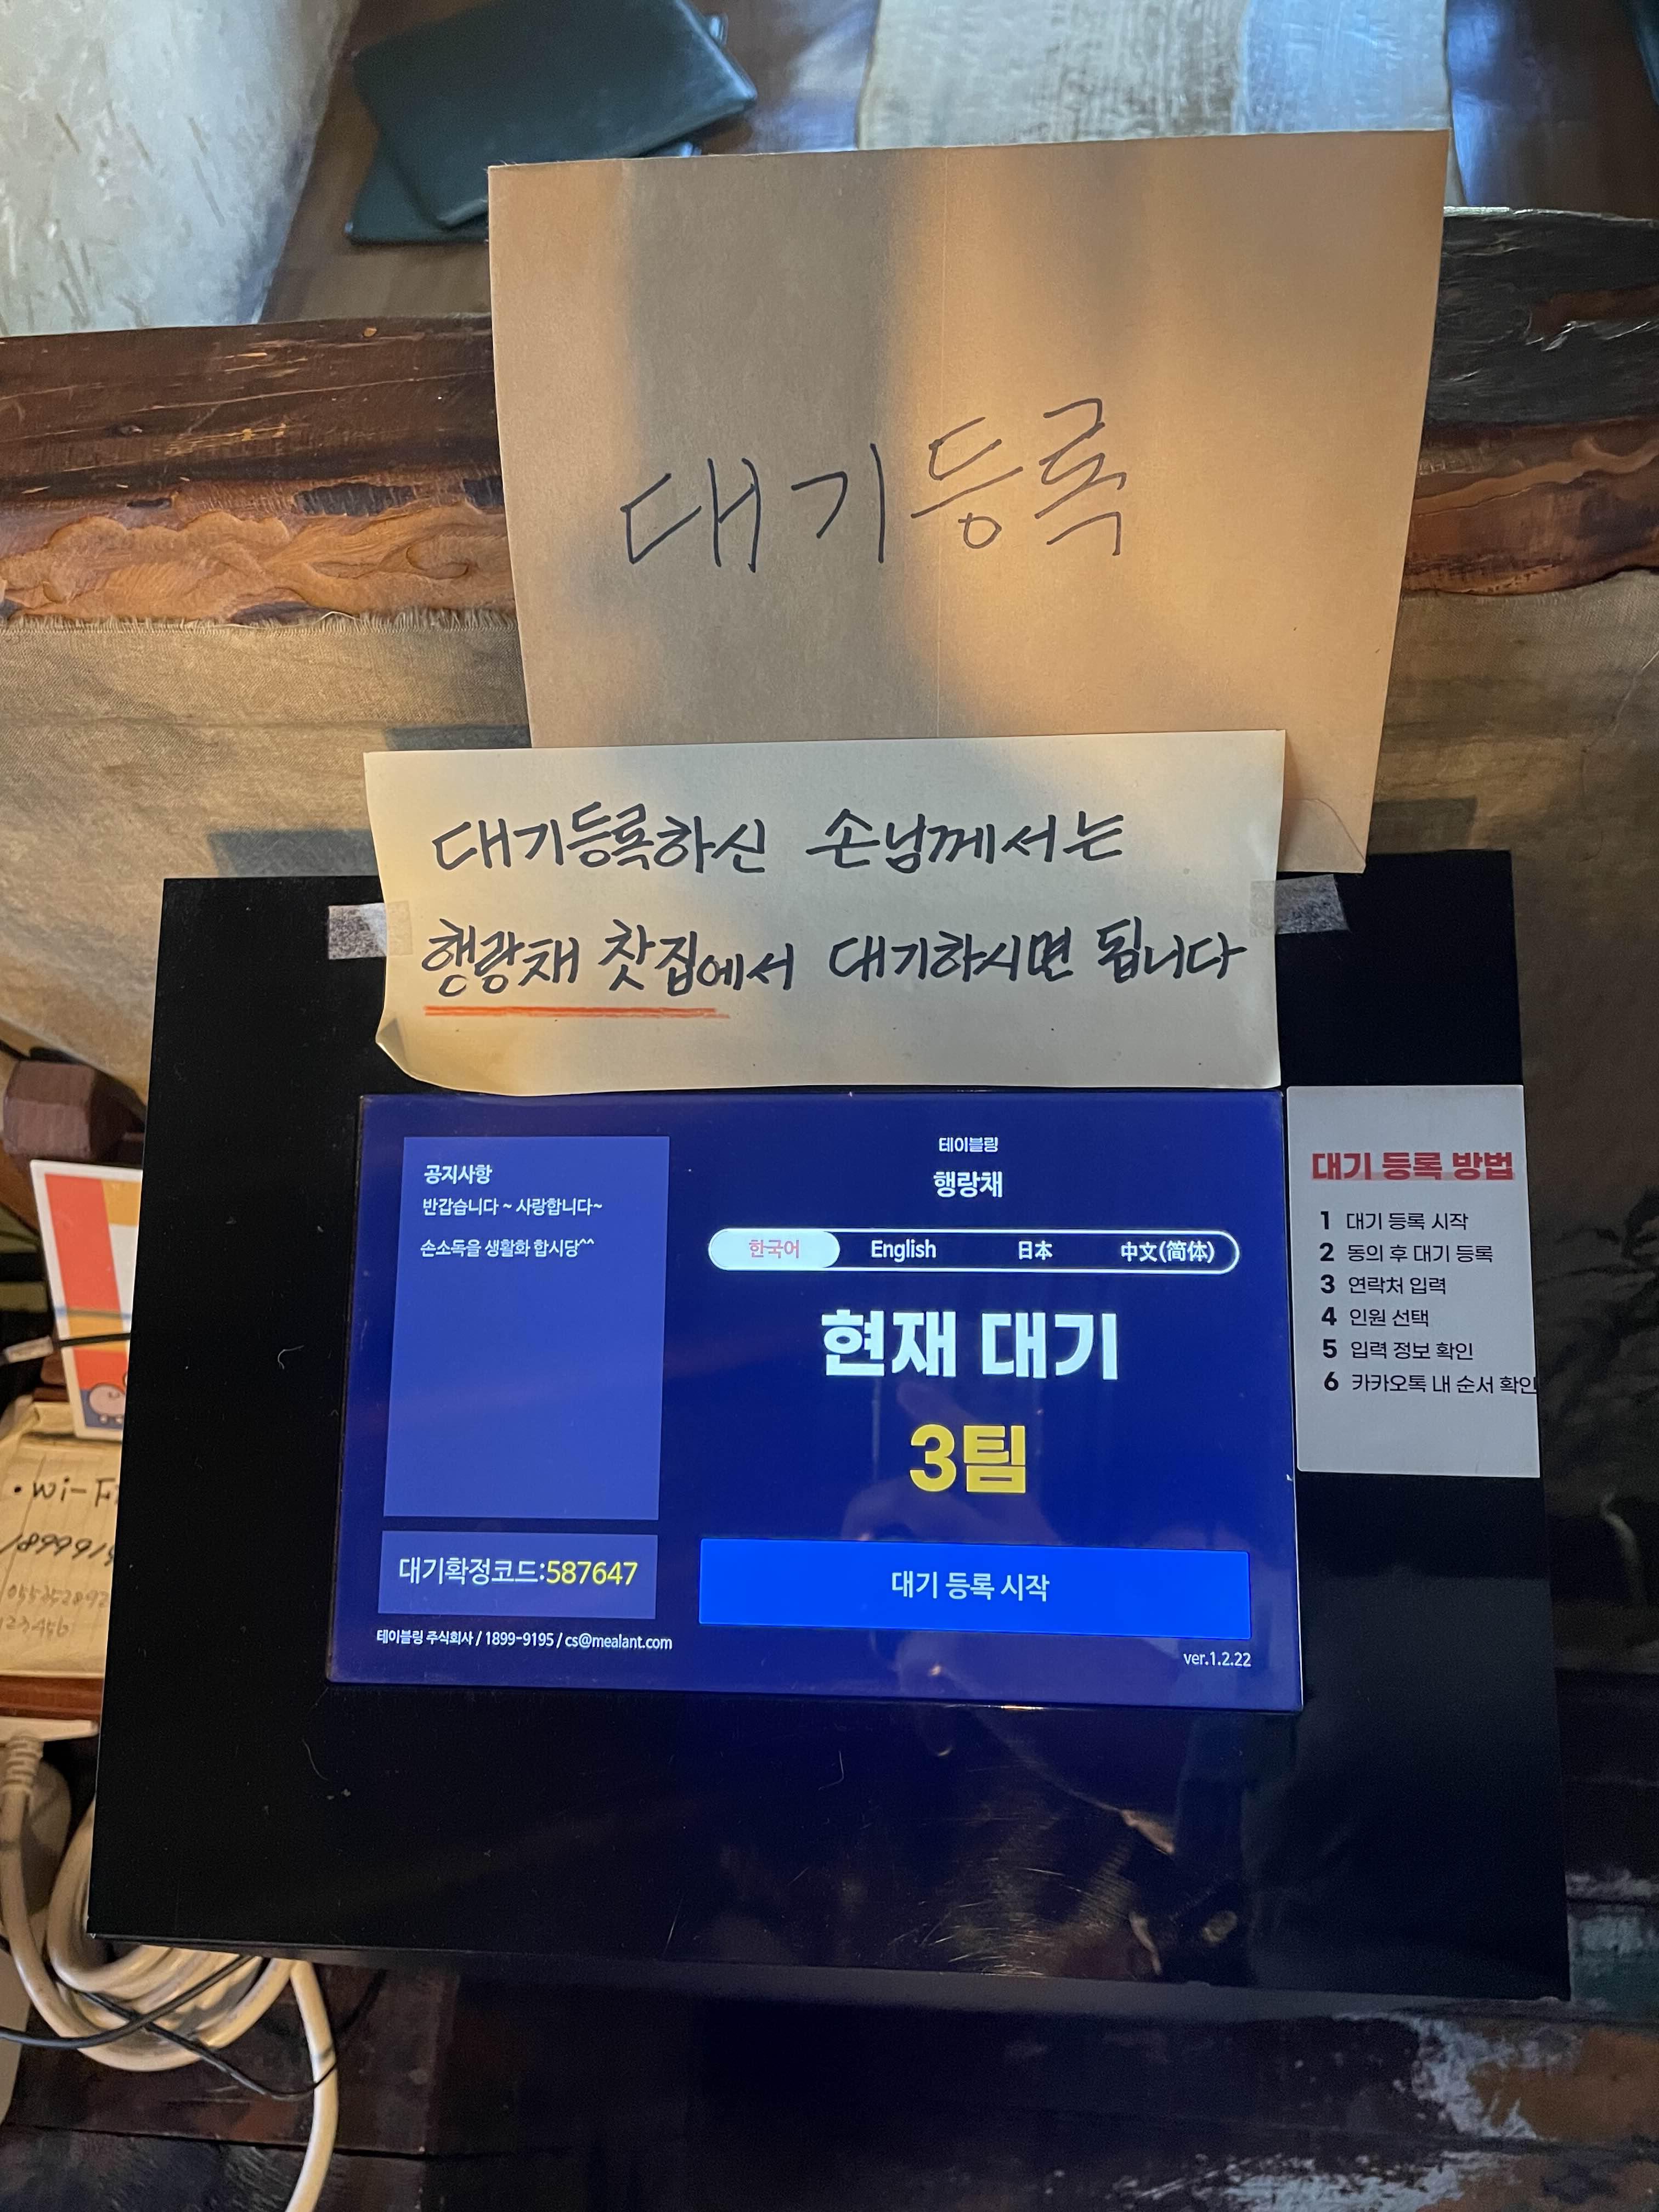 대기등록
대기등록하신 손님께서는
행랑채 찻집에서 대기하시면 됩니다
공지사항
반갑습니다 ~ 사랑합니다~
손소독을 생활화 합시당^^
대기확정코드:587647
테이블링 주식회사 / 1899-9195 / cs@mealant.com
테이블링
행랑채
한국어 English 日本 中文(简体)
현재 대기
3팀
대기 등록 시작
ver.1.2.22
대기 등록 방법
1 대기 등록 시작
2 동의 후 대기 등록
3 연락처 입력
4 인원 선택
5 입력 정보 확인
6 카카오톡 내 순서 확인